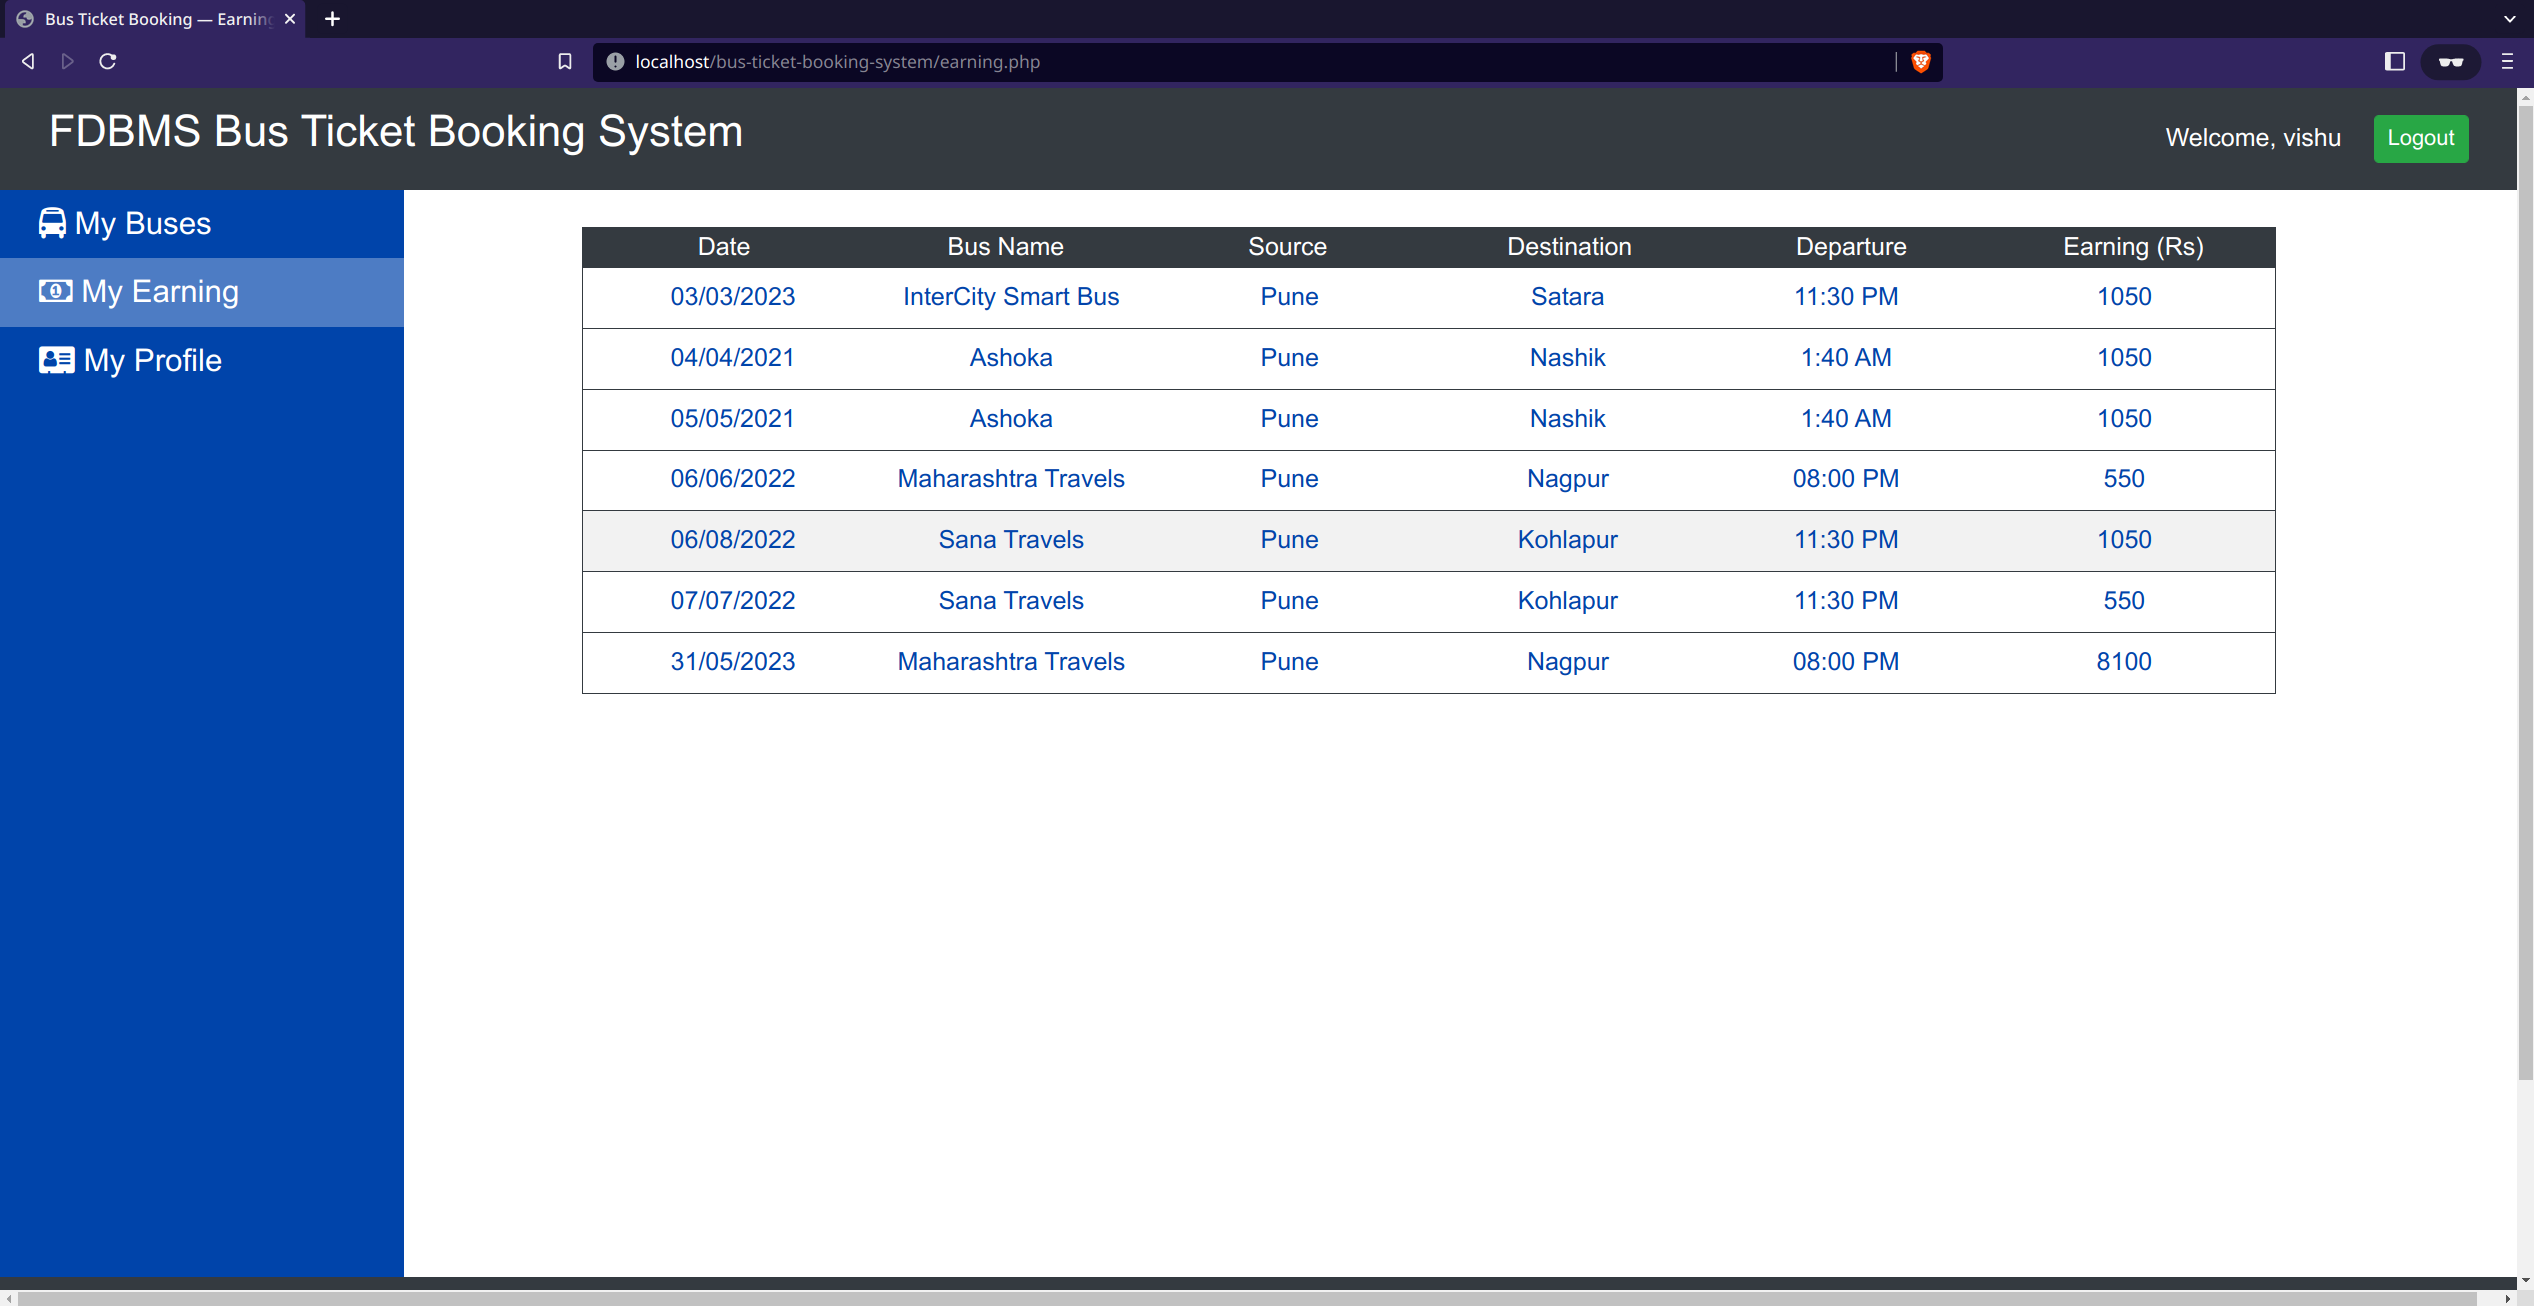 Bus Ticket Booking — Earning
localhost/bus-ticket-booking-system/earning.php
FDBMS Bus Ticket Booking System
Welcome, vishu Logout
My Buses
My Earning
My Profile
Date Bus Name Source Destination Departure Earning (Rs)
03/03/2023 InterCity Smart Bus Pune Satara 11:30 PM 1050
04/04/2021 Ashoka Pune Nashik 1:40 AM 1050
05/05/2021 Ashoka Pune Nashik 1:40 AM 1050
06/06/2022 Maharashtra Travels Pune Nagpur 08:00 PM 550
06/08/2022 Sana Travels Pune Kohlapur 11:30 PM 1050
07/07/2022 Sana Travels Pune Kohlapur 11:30 PM 550
31/05/2023 Maharashtra Travels Pune Nagpur 08:00 PM 8100